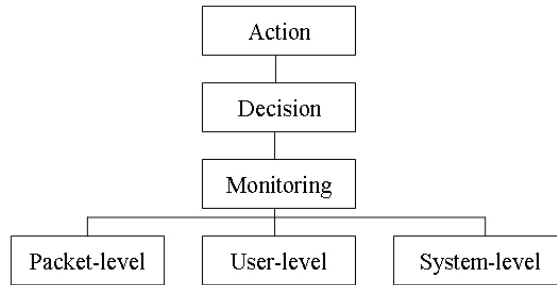 Action
Decision
Monitoring
Packet-level User-level System-level